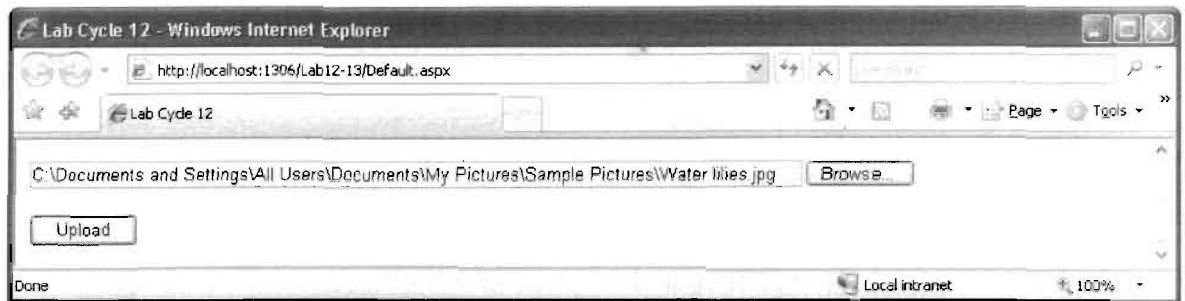 Lab Cycle 12 - Windows Internet Explorer
http://localhost:1306/Lab12-13/Default.aspx
Lab Cycle 12
Page
Tools
C:\Documents and Settings\All Users\Documents\My Pictures\Sample Pictures\Water lilies.jpg
Browse...
Upload
Done
Local intranet
100%